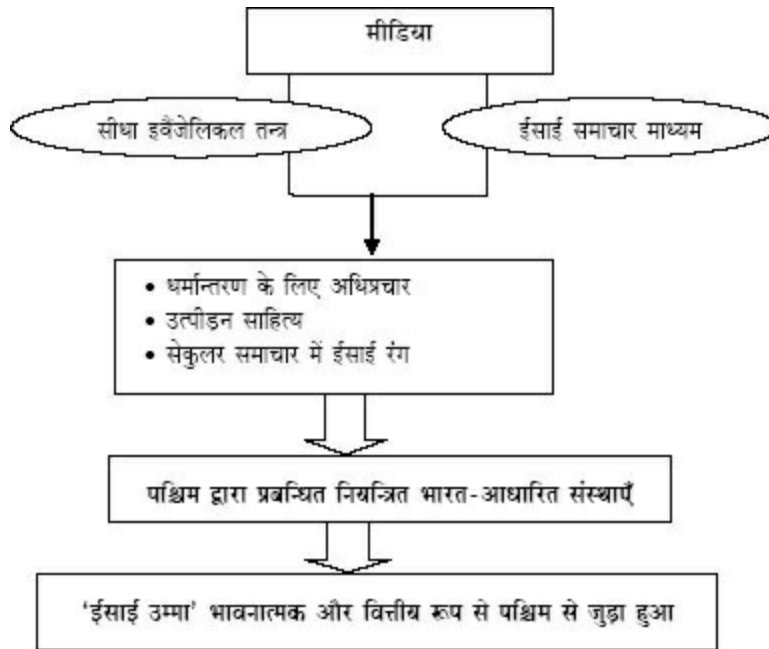 मीडिया
सीधा इवैंजेलिकल तन्त्र
ईसाई समाचार माध्यम
• धर्मान्तरण के लिए अधिप्रचार
• उत्पीड़न साहित्य
• सेकुलर समाचार में ईसाई रंग
पश्चिम द्वारा प्रबन्धित नियन्त्रित भारत-आधारित संस्थाएँ
‘ईसाई उम्मा’ भावनात्मक और वित्तीय रूप से पश्चिम से जुड़ा हुआ